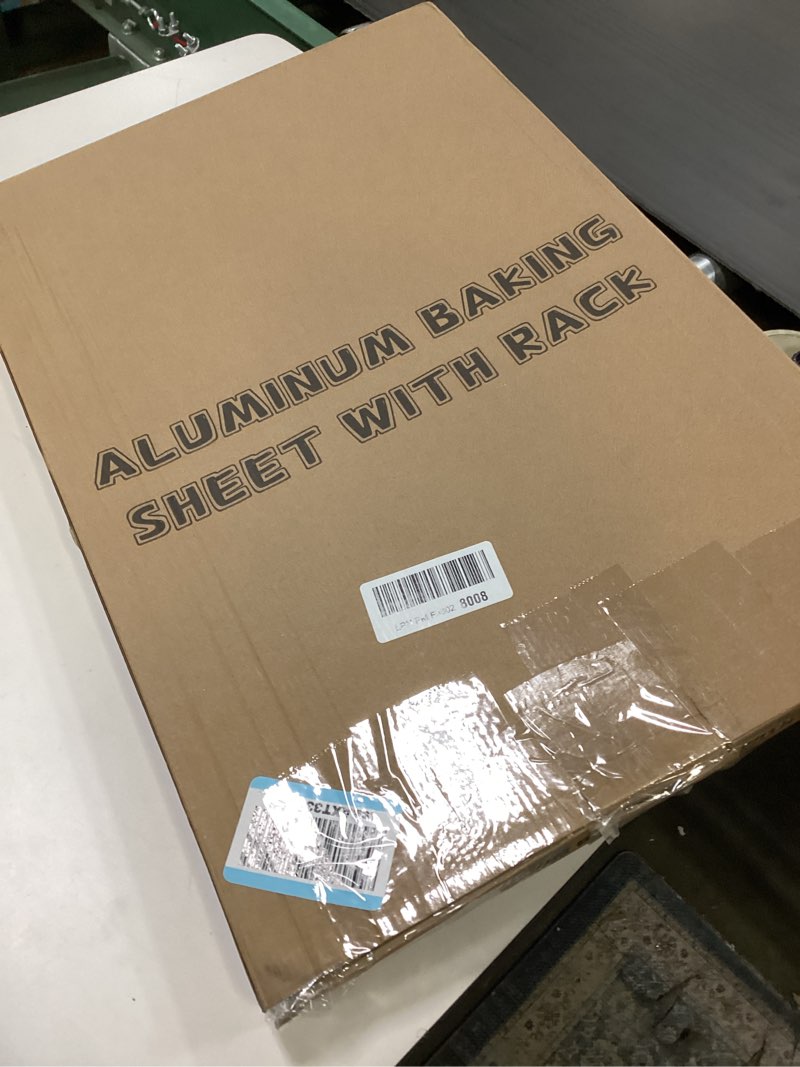 ALUMINUM BAKING
SHEET WITH RACK
8008